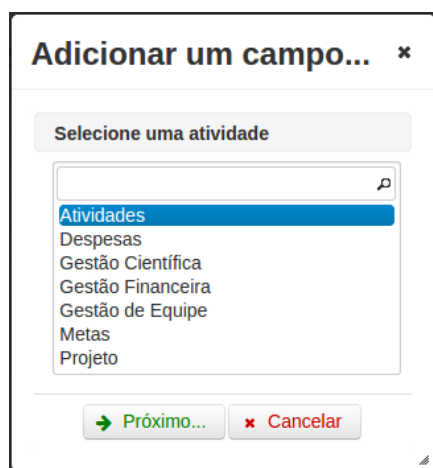 Adicionar um campo...
Selecione uma atividade
Atividades
Despesas
Gestão Científica
Gestão Financeira
Gestão de Equipe
Metas
Projeto
Próximo...
Cancelar